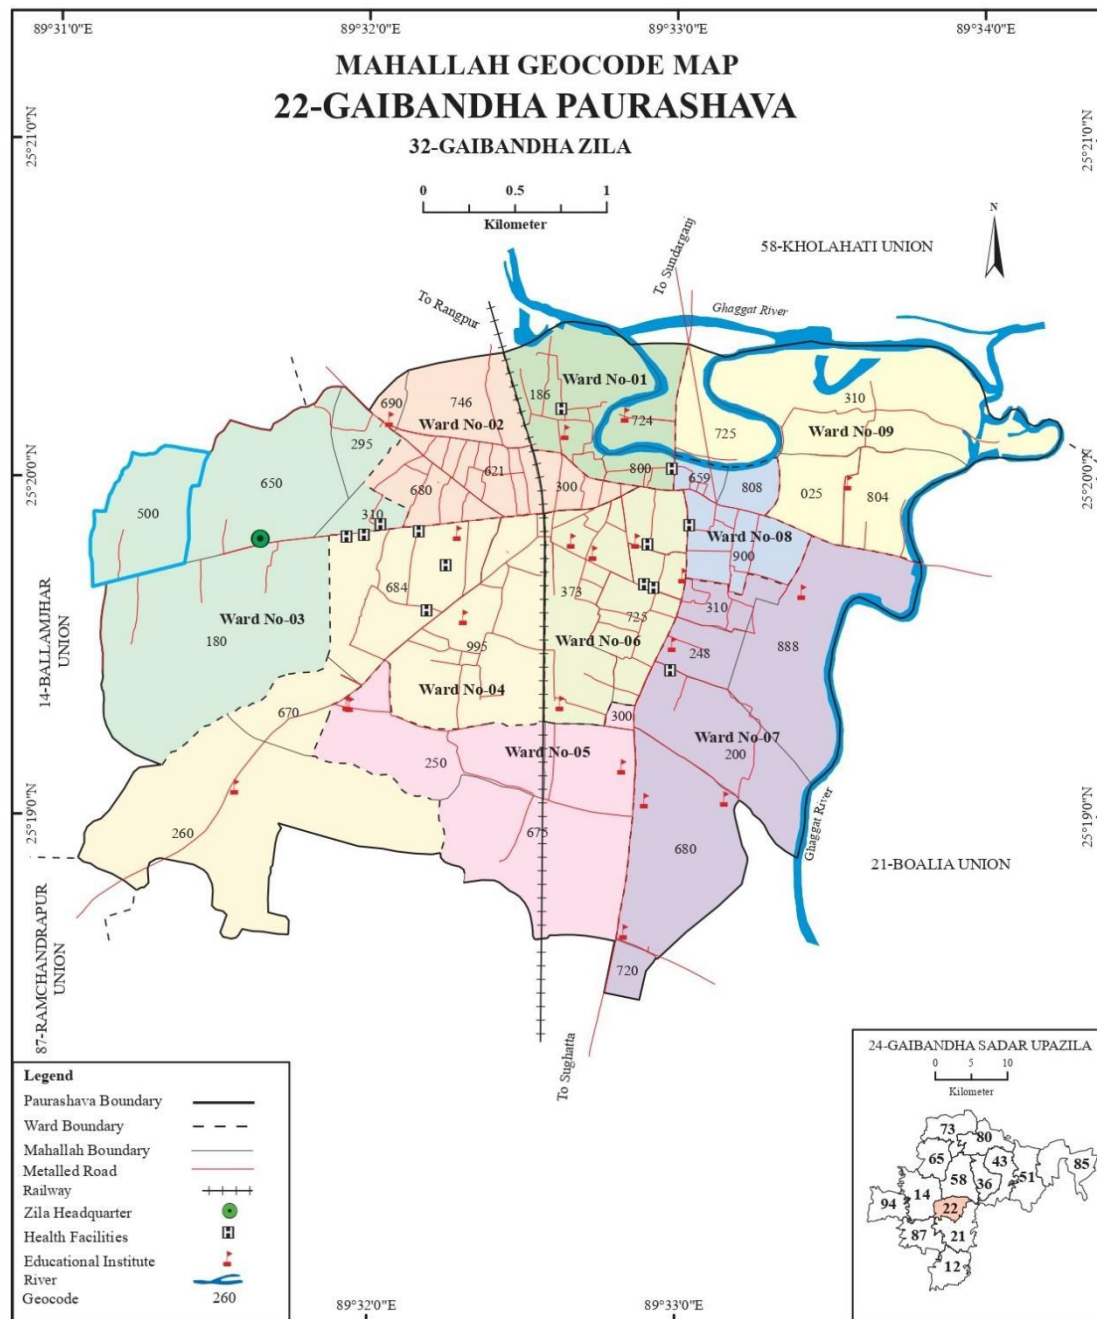 89°31'0"E
89°32'0"E
89°33'0"E
89°34'0"E
MAHALLAH GEOCODE MAP
22-GAIBANDHA PAURASHAVA
32-GAIBANDHA ZILA
25°21'0"N
25°21'0"N
0 0.5 1
Kilometer
N
58-KHOLAHATI UNION
To Sundarganj
To Rangpur
Ghaggat River
Ward No-01
186
724
310
690
746
Ward No-02
725
Ward No-09
295
25°20'0"N
25°20'0"N
650
621
800
659
808
680
300
025
804
500
310
Ward No-08
900
684
373
725
310
Ward No-03
180
995
Ward No-06
248
888
14-BALLAMJHAR
UNION
Ward No-04
670
300
Ward No-05
Ward No-07
250
200
25°19'0"N
25°19'0"N
260
675
680
Ghaggat River
21-BOALIA UNION
87-RAMCHANDRAPUR
UNION
720
To Sughatta
Legend
Paurashava Boundary
Ward Boundary
Mahallah Boundary
Metalled Road
Railway
Zila Headquarter
Health Facilities
Educational Institute
River
Geocode 260
24-GAIBANDHA SADAR UPAZILA
0 5 10
Kilometer
73
80
65
43
85
58
36
51
94
14
22
87
21
12
89°32'0"E
89°33'0"E